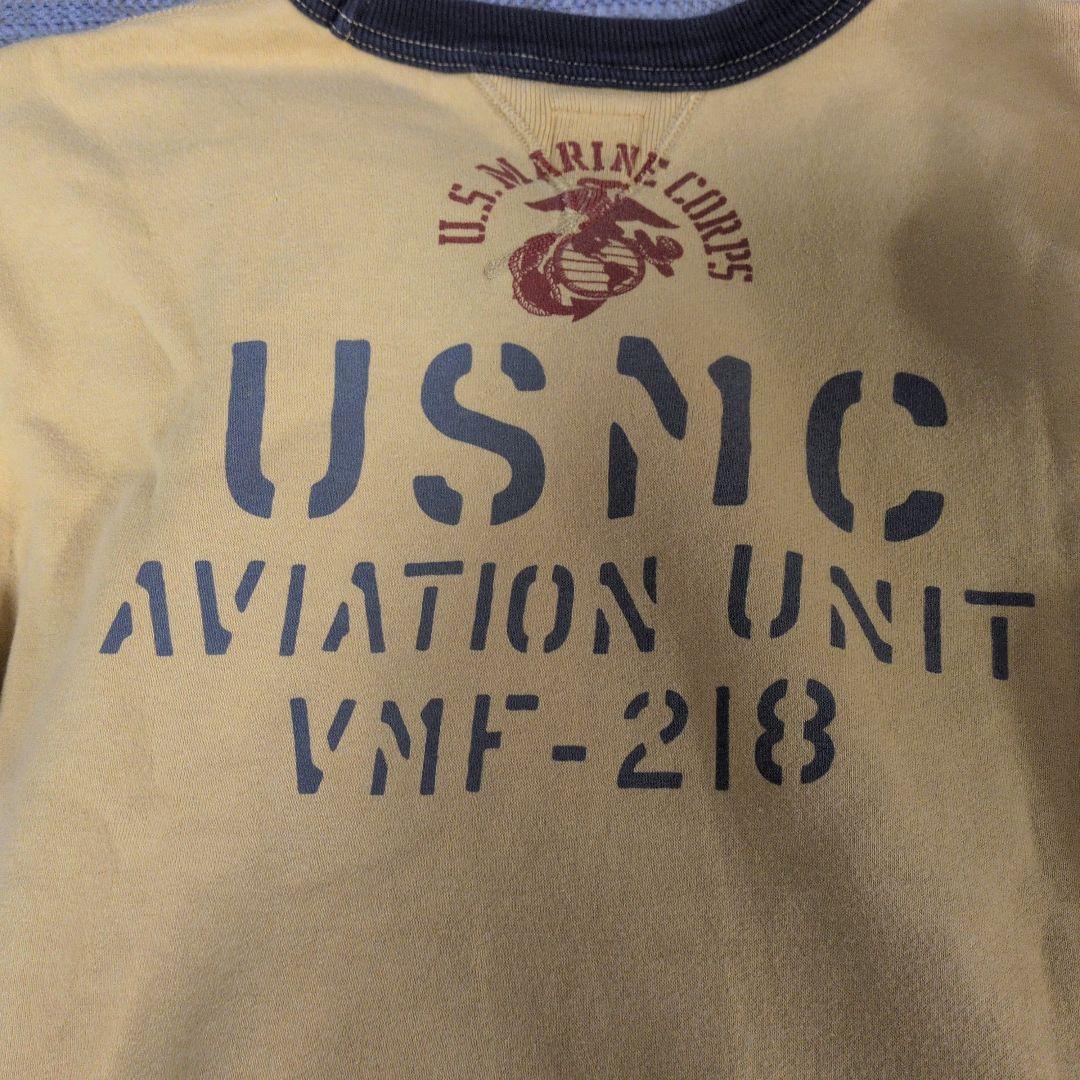 U.S. MARINE CORPS
USMC
AVIATION UNIT
VMF-218